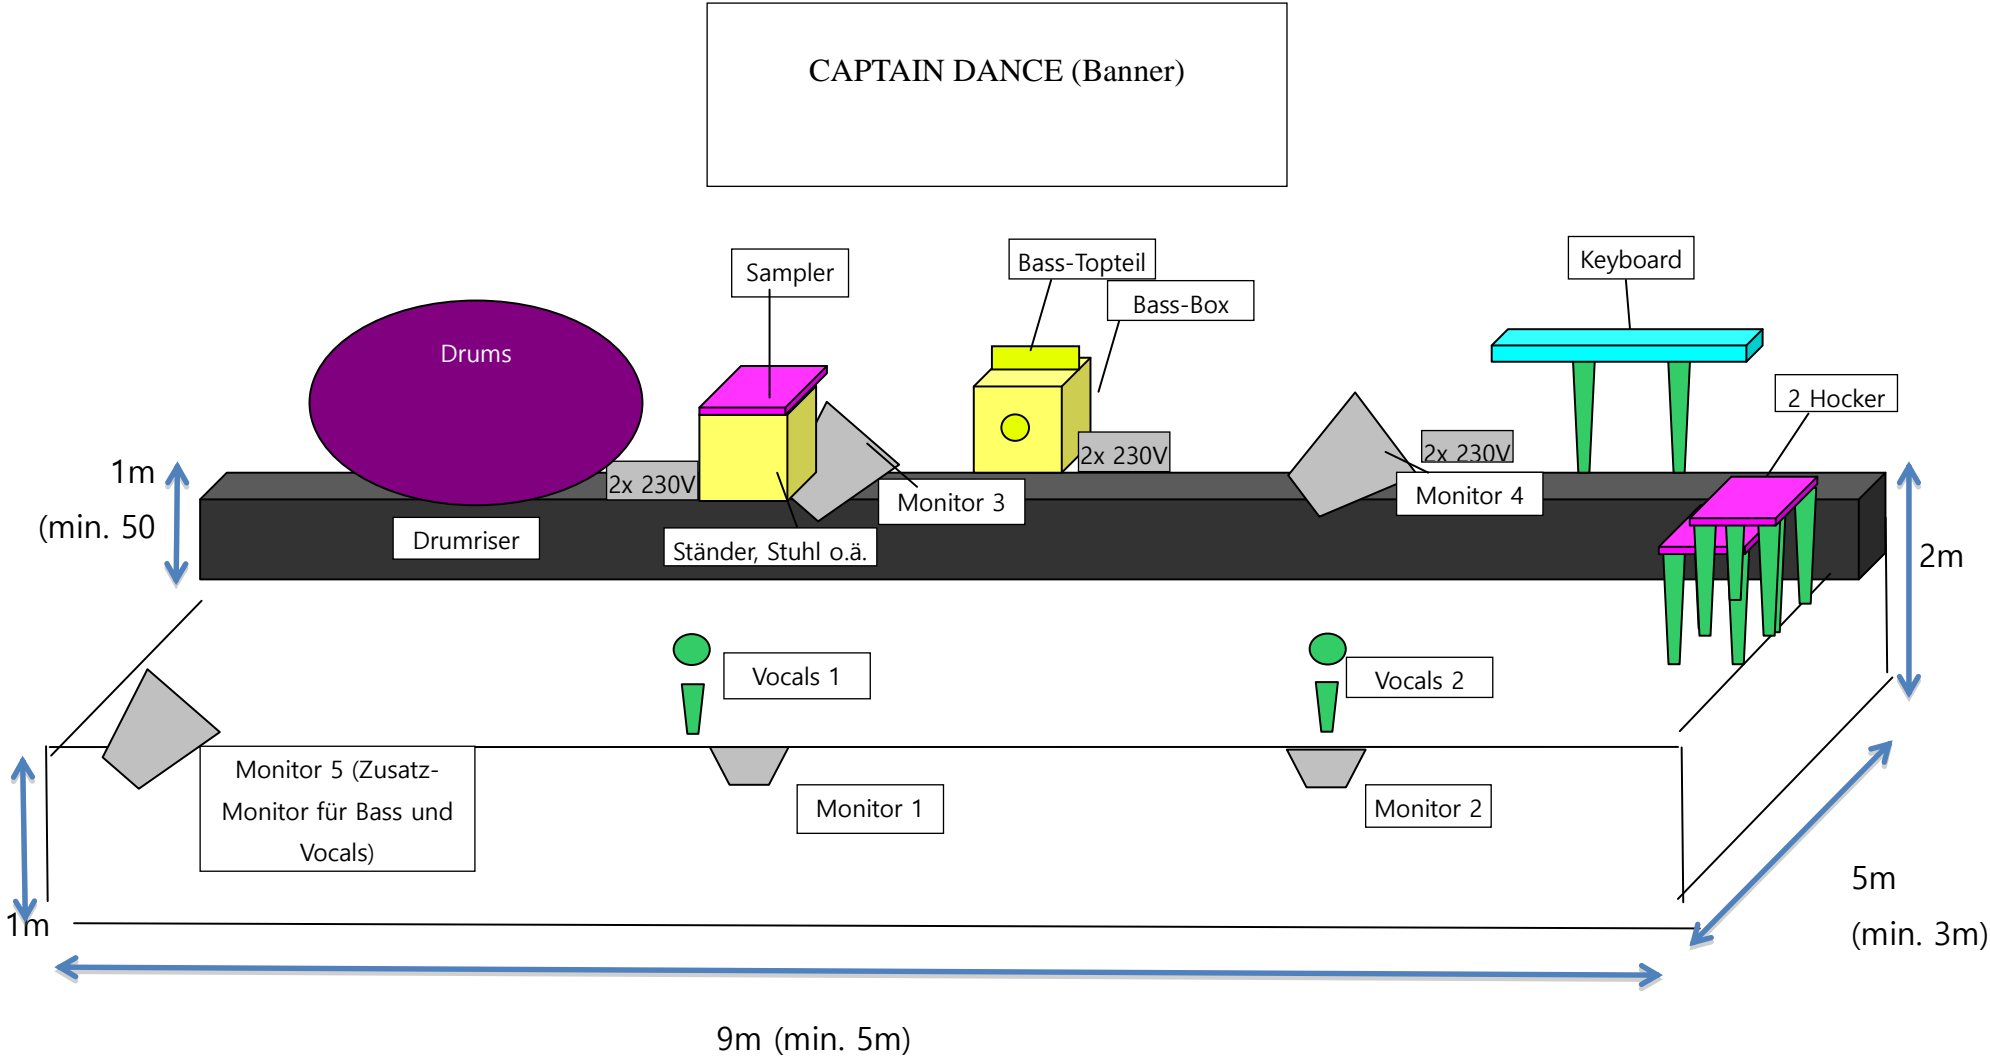 CAPTAIN DANCE (Banner)
Sampler
Bass-Topteil
Bass-Box
Keyboard
Drums
2 Hocker
2x 230V
2x 230V
2x 230V
1m
(min. 50
Monitor 3
Monitor 4
Drumriser
Ständer, Stuhl o.ä.
2m
Vocals 1
Vocals 2
Monitor 5 (Zusatz-
Monitor für Bass und
Vocals)
Monitor 1
Monitor 2
1m
5m
(min. 3m)
9m (min. 5m)